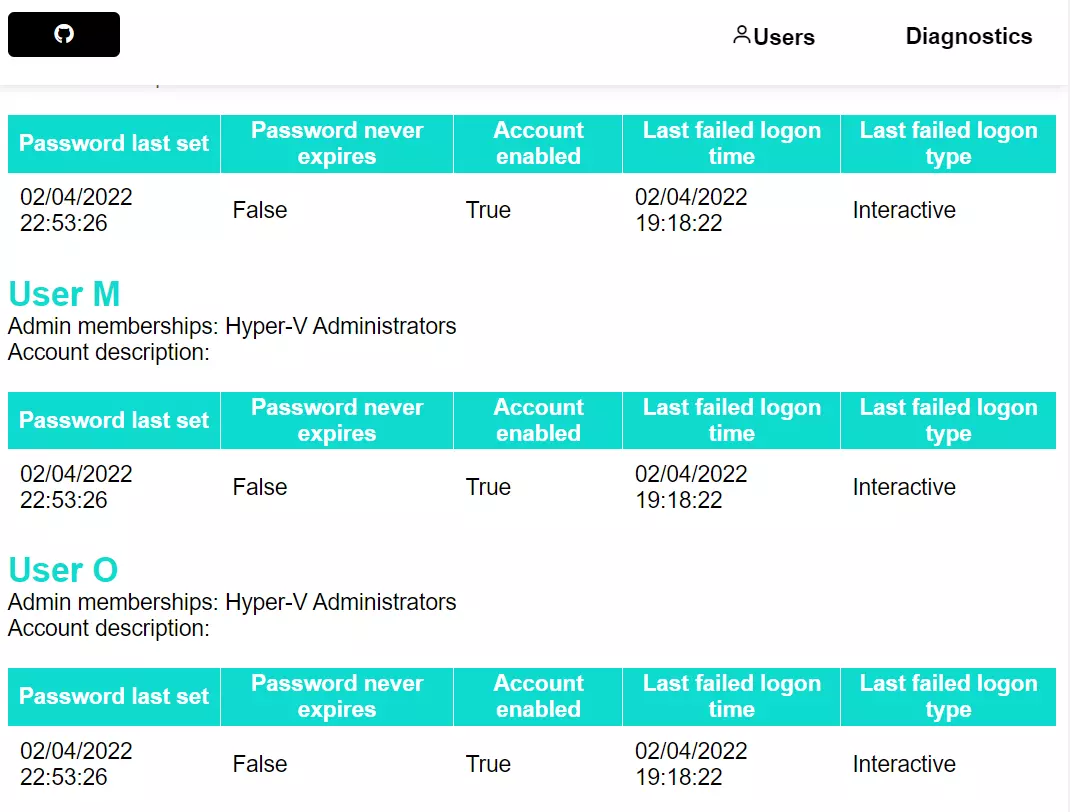 Users Diagnostics
Password last set Password never expires Account enabled Last failed logon time Last failed logon type
02/04/2022 22:53:26 False True 02/04/2022 19:18:22 Interactive
User M
Admin memberships: Hyper-V Administrators
Account description:
Password last set Password never expires Account enabled Last failed logon time Last failed logon type
02/04/2022 22:53:26 False True 02/04/2022 19:18:22 Interactive
User O
Admin memberships: Hyper-V Administrators
Account description:
Password last set Password never expires Account enabled Last failed logon time Last failed logon type
02/04/2022 22:53:26 False True 02/04/2022 19:18:22 Interactive